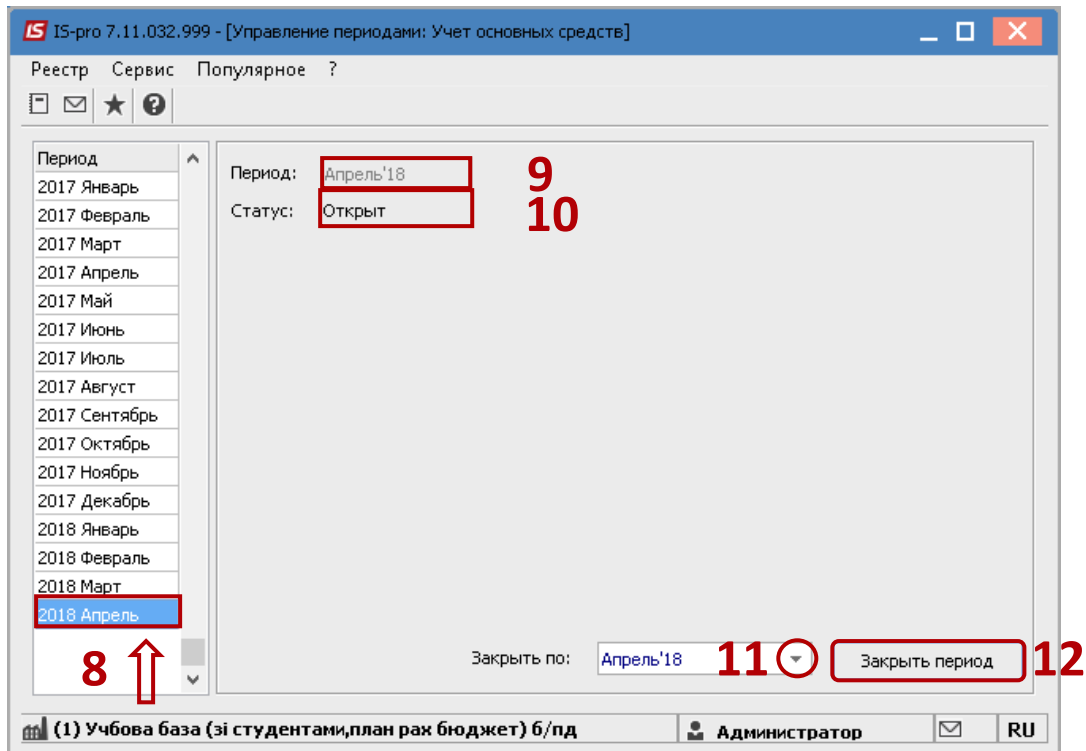 IS IS-pro 7.11.032.999 - [Управление периодами: Учет основных средств]
Реестр Сервис Популярное ?
Период
2017 Январь
2017 Февраль
2017 Март
2017 Апрель
2017 Май
2017 Июнь
2017 Июль
2017 Август
2017 Сентябрь
2017 Октябрь
2017 Ноябрь
2017 Декабрь
2018 Январь
2018 Февраль
2018 Март
2018 Апрель
8
Период: Апрель'18 9
Статус: Открыт 10
Закрыть по: Апрель'18 11 Закрыть период 12
(1) Учбова база (зі студентами,план рах бюджет) б/пд Администратор RU